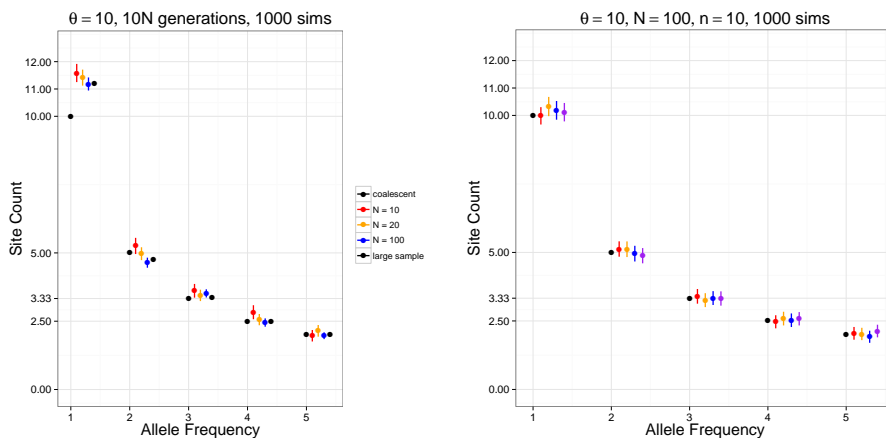 θ = 10, 10N generations, 1000 sims
12.00
11.00
10.00
5.00
3.33
2.50
0.00
Site Count
1 2 3 4 5
Allele Frequency
coalescent
N = 10
N = 20
N = 100
large sample
θ = 10, N = 100, n = 10, 1000 sims
12.00
11.00
10.00
5.00
3.33
2.50
0.00
Site Count
1 2 3 4 5
Allele Frequency